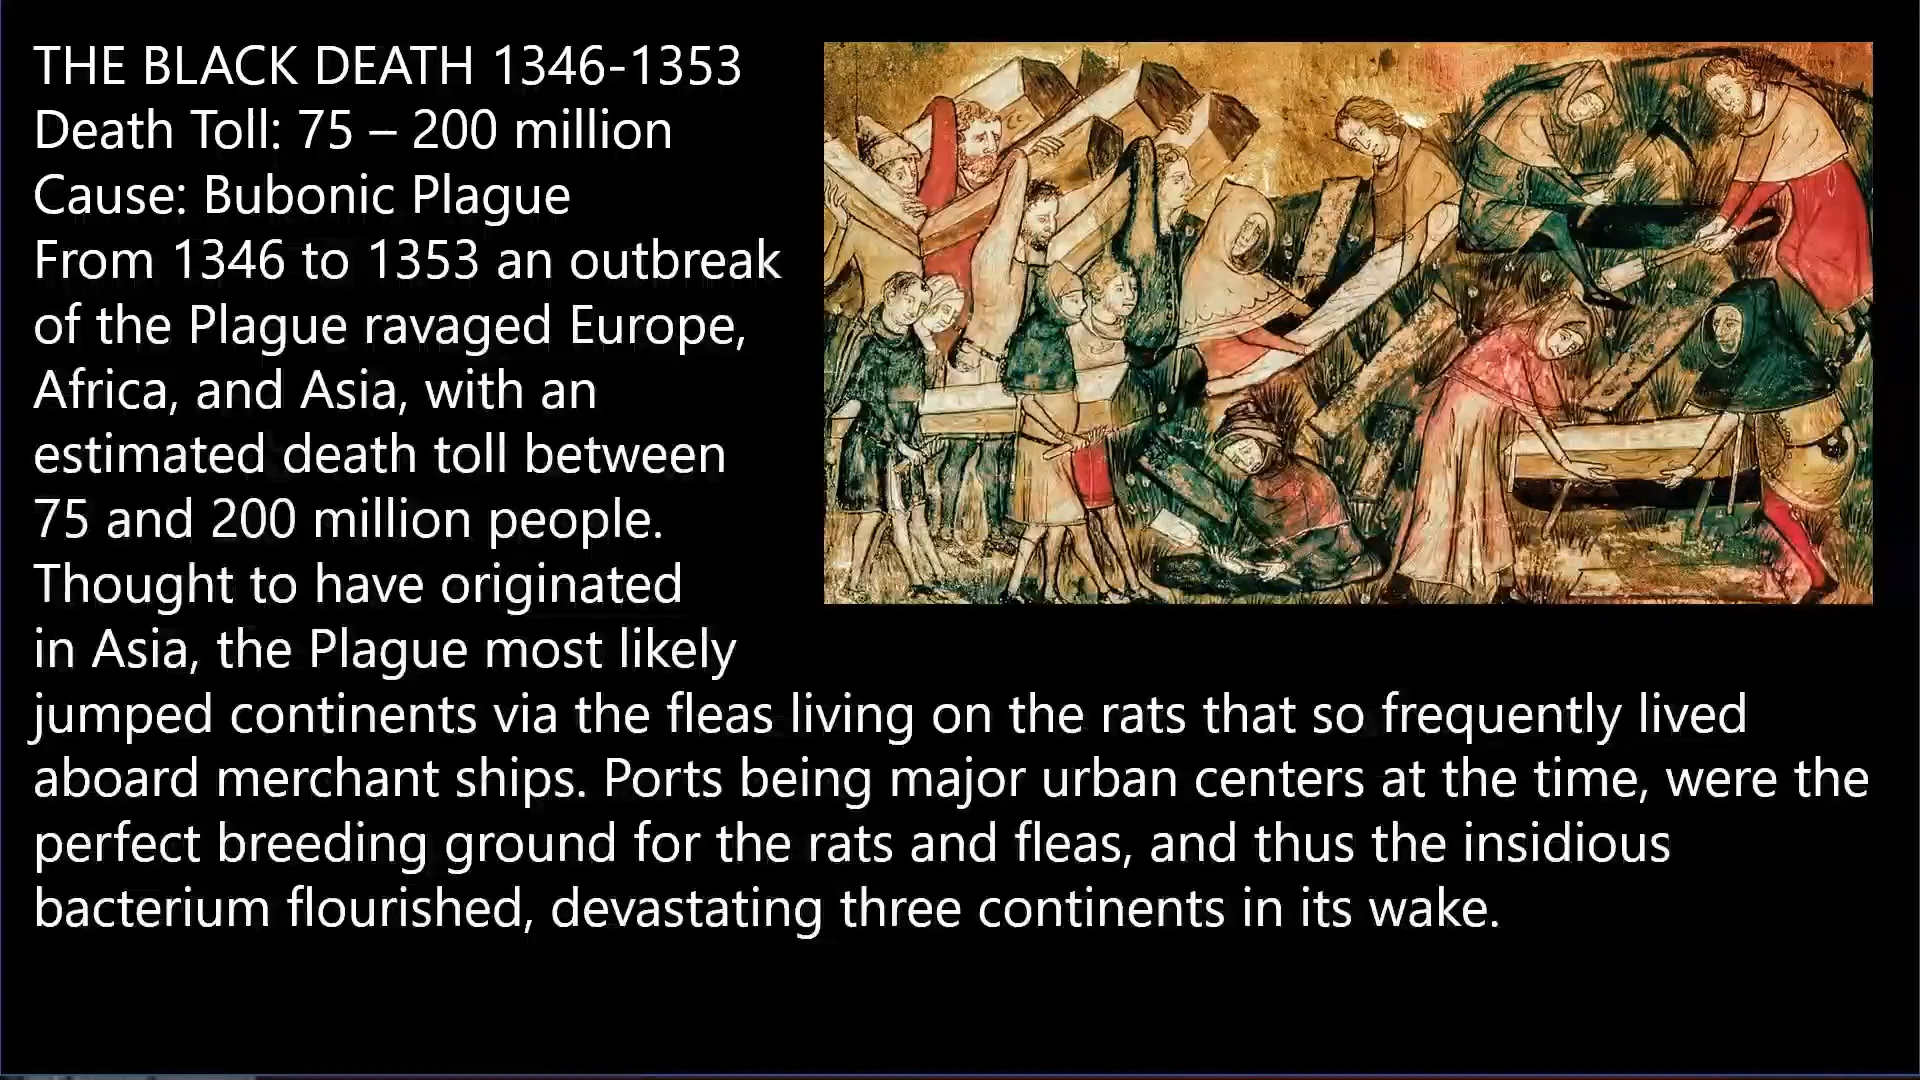 THE BLACK DEATH 1346-1353
Death Toll: 75 – 200 million
Cause: Bubonic Plague
From 1346 to 1353 an outbreak
of the Plague ravaged Europe,
Africa, and Asia, with an
estimated death toll between
75 and 200 million people.
Thought to have originated
in Asia, the Plague most likely
jumped continents via the fleas living on the rats that so frequently lived
aboard merchant ships. Ports being major urban centers at the time, were the
perfect breeding ground for the rats and fleas, and thus the insidious
bacterium flourished, devastating three continents in its wake.